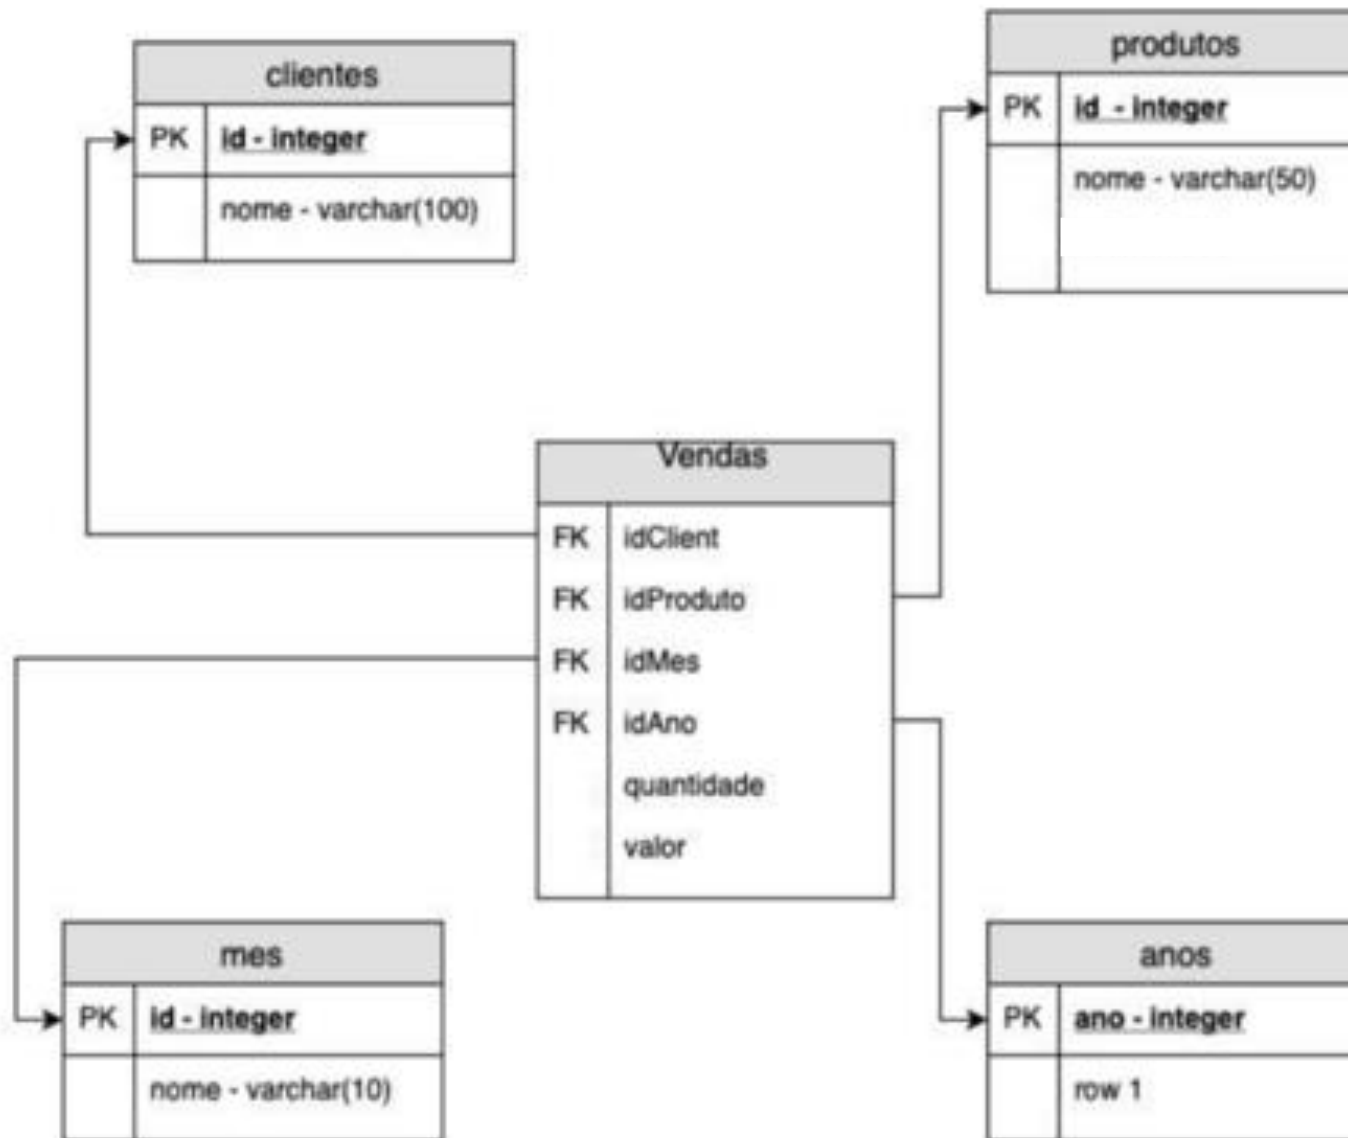 clientes
PK id - integer
nome - varchar(100)
produtos
PK id - integer
nome - varchar(50)
Vendas
FK idClient
FK idProduto
FK idMes
FK idAno
quantidade
valor
mes
PK id - integer
nome - varchar(10)
anos
PK ano - integer
row 1